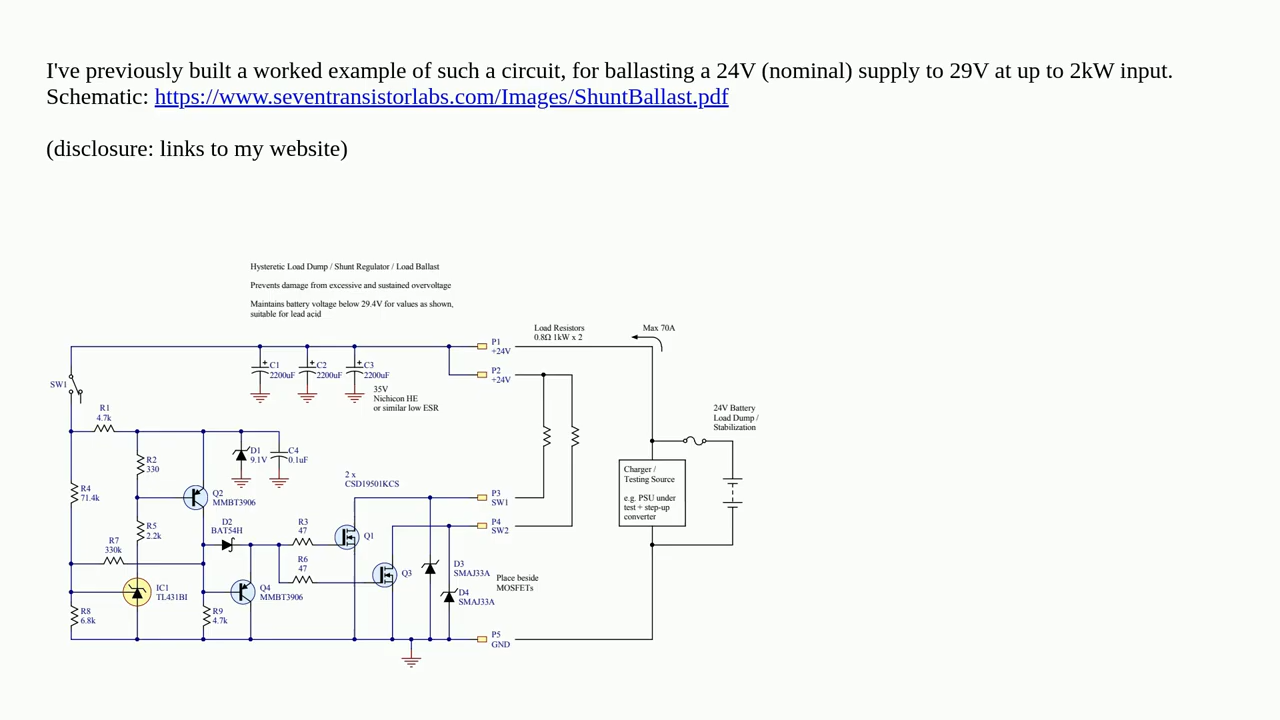 I've previously built a worked example of such a circuit, for ballasting a 24V (nominal) supply to 29V at up to 2kW input.
Schematic: https://www.seventransistorlabs.com/Images/ShuntBallast.pdf
(disclosure: links to my website)
Hysteretic Load Dump / Shunt Regulator / Load Ballast
Prevents damage from excessive and sustained overvoltage
Maintains battery voltage below 29.4V for values as shown,
suitable for lead acid
Load Resistors
0.8Ω 1kW x 2
Max 70A
P1
+24V
P2
+24V
SW1
C1
2200uF
C2
2200uF
C3
2200uF
35V
Nichicon HE
or similar low ESR
R1
4.7k
24V Battery
Load Dump /
Stabilization
R2
330
D1
9.1V
C4
0.1uF
R4
71.4k
Q2
MMBT3906
2 x
CSD19501KCS
Charger /
Testing Source
e.g. PSU under
test + step-up
converter
P3
SW1
P4
SW2
R5
2.2k
D2
BAT54H
R3
47
Q1
R7
330k
R6
47
Q3
D3
SMAJ33A
Place beside
MOSFETs
IC1
TL431BI
Q4
MMBT3906
D4
SMAJ33A
R8
6.8k
R9
4.7k
P5
GND